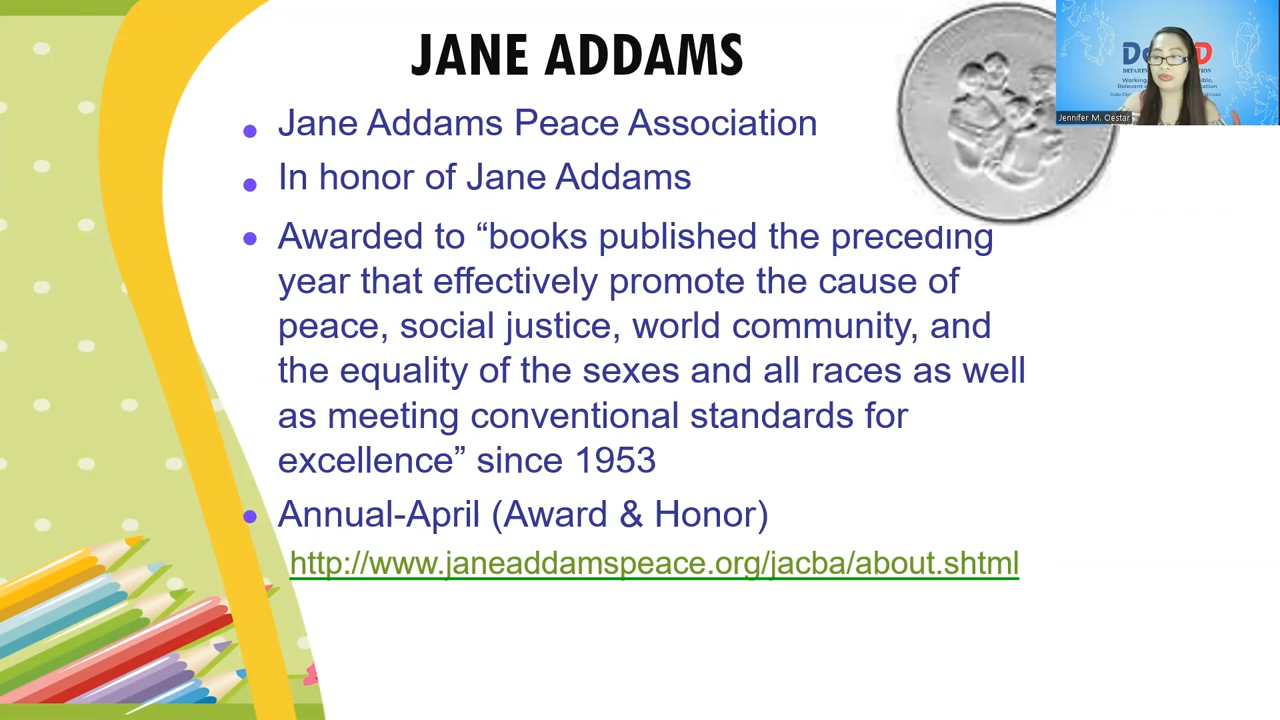 JANE ADDAMS
Jane Addams Peace Association
In honor of Jane Addams
Awarded to “books published the preceding
year that effectively promote the cause of
peace, social justice, world community, and
the equality of the sexes and all races as well
as meeting conventional standards for
excellence” since 1953
Annual-April (Award & Honor)
http://www.janeaddamspeace.org/jacba/about.shtml
Jennifer M. Oestar